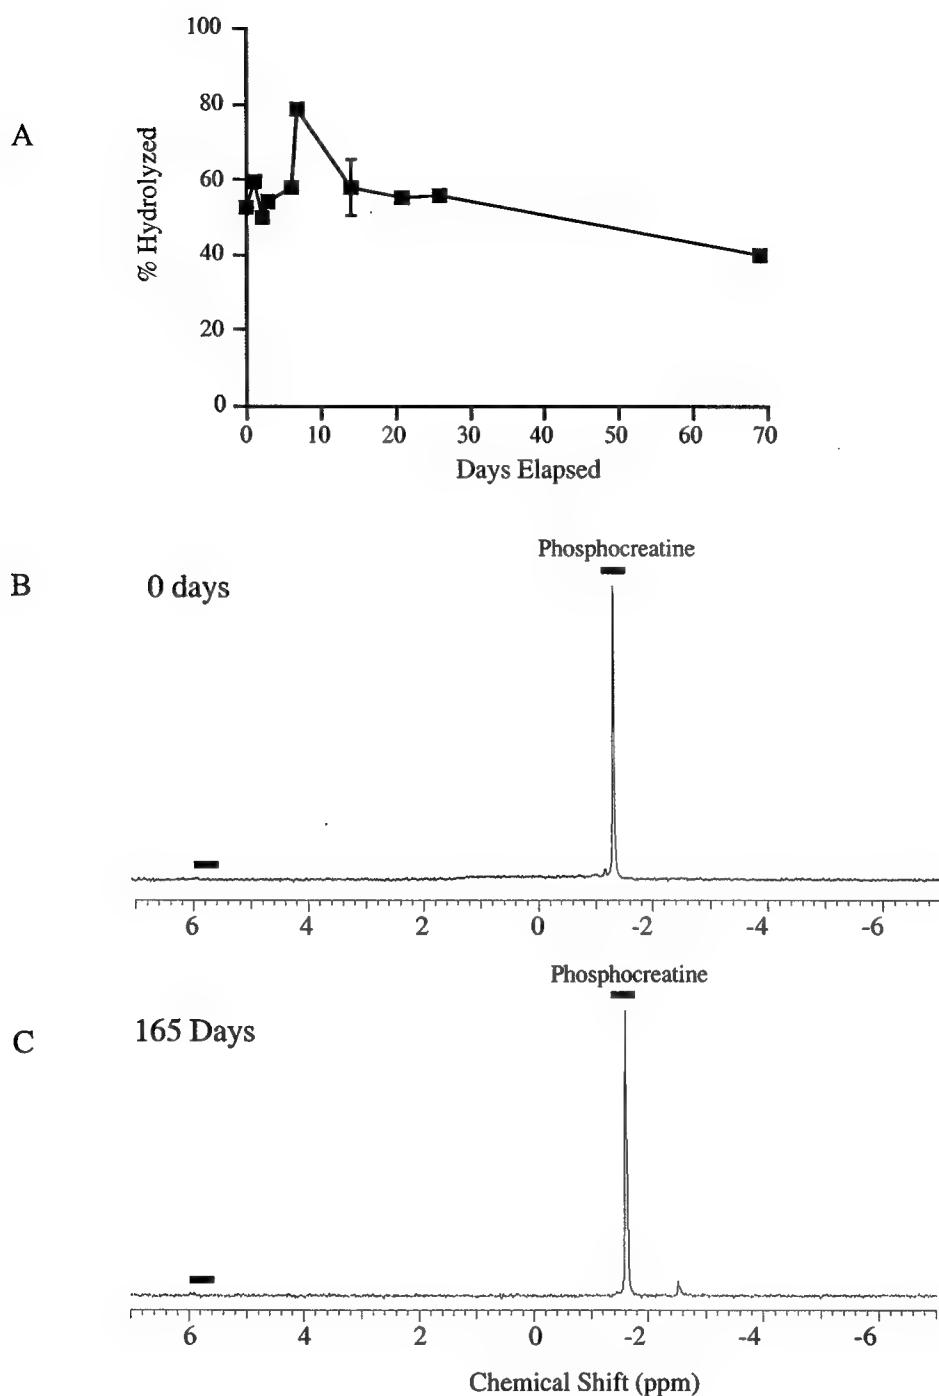 A
% Hydrolyzed
100
80
60
40
20
0
0 10 20 30 40 50 60 70
Days Elapsed
B
0 days
Phosphocreatine
6 4 2 0 -2 -4 -6
C
165 Days
Phosphocreatine
6 4 2 0 -2 -4 -6
Chemical Shift (ppm)